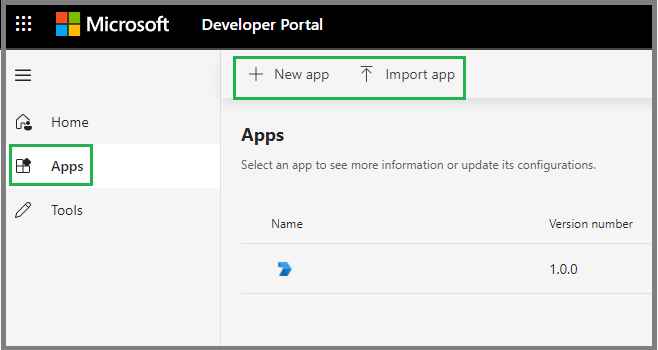 Microsoft Developer Portal
+ New app Import app
Home
Apps
Tools
Apps
Select an app to see more information or update its configurations.
Name Version number
1.0.0